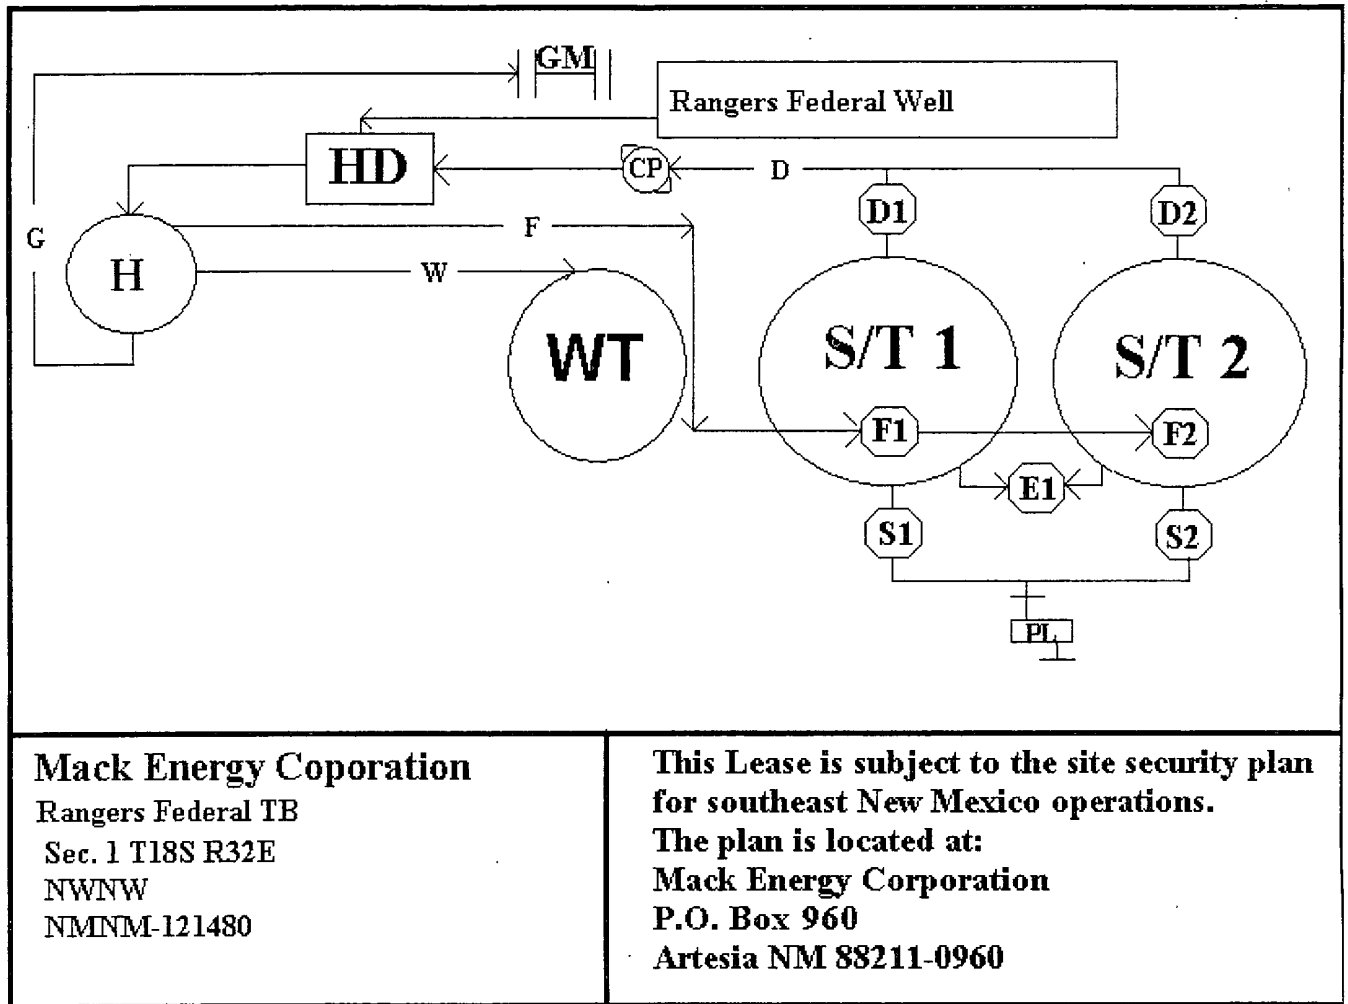 GM
Rangers Federal Well
HD
CP
D
D1
D2
G
F
H
W
WT
S/T 1
S/T 2
F1
F2
E1
S1
S2
PL
Mack Energy Coporation
Rangers Federal TB
Sec. 1 T18S R32E
NWNW
NMNM-121480
This Lease is subject to the site security plan
for southeast New Mexico operations.
The plan is located at:
Mack Energy Corporation
P.O. Box 960
Artesia NM 88211-0960